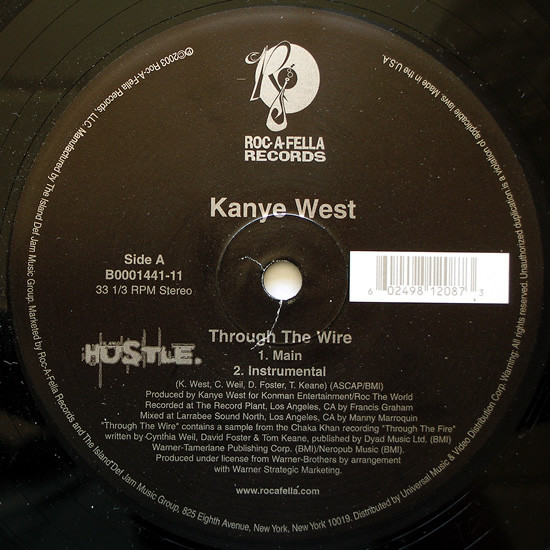 ROC-A-FELLA
RECORDS
Kanye West
Side A
B0001441-11
33 1/3 RPM Stereo
6 02498 12087 3
HUSTLE.
Through The Wire
1. Main
2. Instrumental
(K. West, C. Weil, D. Foster, T. Keane) (ASCAP/BMI)
Produced by Kanye West for Konman Entertainment/Roc The World
Recorded at The Record Plant, Los Angeles, CA by Francis Graham
Mixed at Larrabee Sound North, Los Angeles, CA by Manny Marroquin
"Through The Wire" contains a sample from the Chaka Khan recording "Through The Fire"
written by Cynthia Weil, David Foster & Tom Keane, published by Dyad Music Ltd. (BMI)
Warner-Tamerlane Publishing Corp. (BMI)/Neropub Music (BMI).
Produced under license from Warner-Brothers by arrangement
with Warner Strategic Marketing.
www.rocafella.com
℗©2003 Roc-A-Fella Records, LLC. Manufactured by The Island Def Jam Music Group. Marketed by Roc-A-Fella Records and The Island Def Jam Music Group, 825 Eighth Avenue, New York, New York 10019. Distributed by Universal Music & Video Distribution Corp. Warning: All rights reserved. Unauthorized duplication is a violation of applicable laws. Made in the U.S.A.